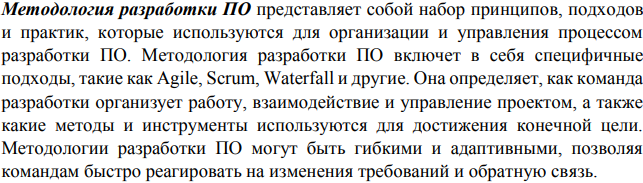 Методология разработки ПО представляет собой набор принципов, подходов
и практик, которые используются для организации и управления процессом
разработки ПО. Методология разработки ПО включет в себя специфичные
подходы, такие как Agile, Scrum, Waterfall и другие. Она определяет, как команда
разработки организует работу, взаимодействие и управление проектом, а также
какие методы и инструменты используются для достижения конечной цели.
Методологии разработки ПО могут быть гибкими и адаптивными, позволяя
командам быстро реагировать на изменения требований и обратную связь.